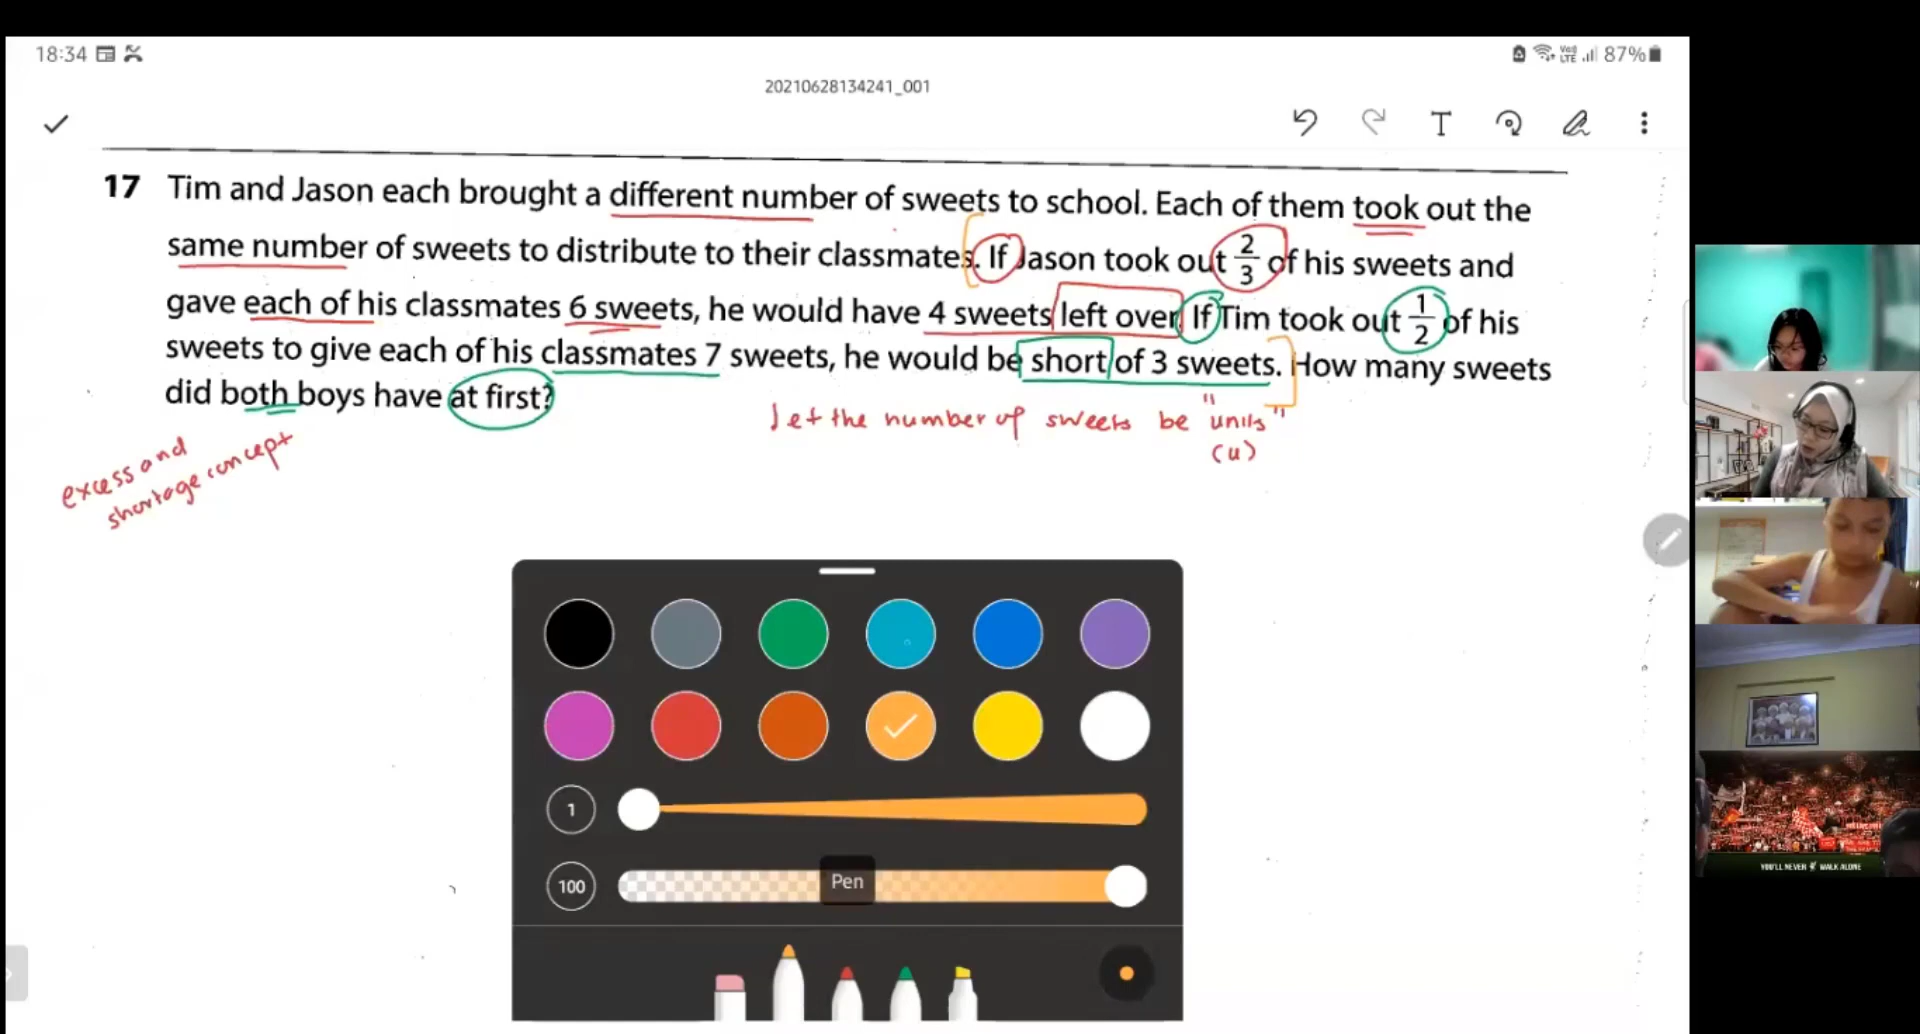 18:34 87%
20210628134241_001
T
17 Tim and Jason each brought a different number of sweets to school. Each of them took out the
same number of sweets to distribute to their classmates. If Jason took out 2/3 of his sweets and
gave each of his classmates 6 sweets, he would have 4 sweets left over. If Tim took out 1/2 of his
sweets to give each of his classmates 7 sweets, he would be short of 3 sweets. How many sweets
did both boys have at first?
let the number of sweets be "units"
(u)
excess and
shortage concept
1
100
Pen
YOU'LL NEVER WALK ALONE